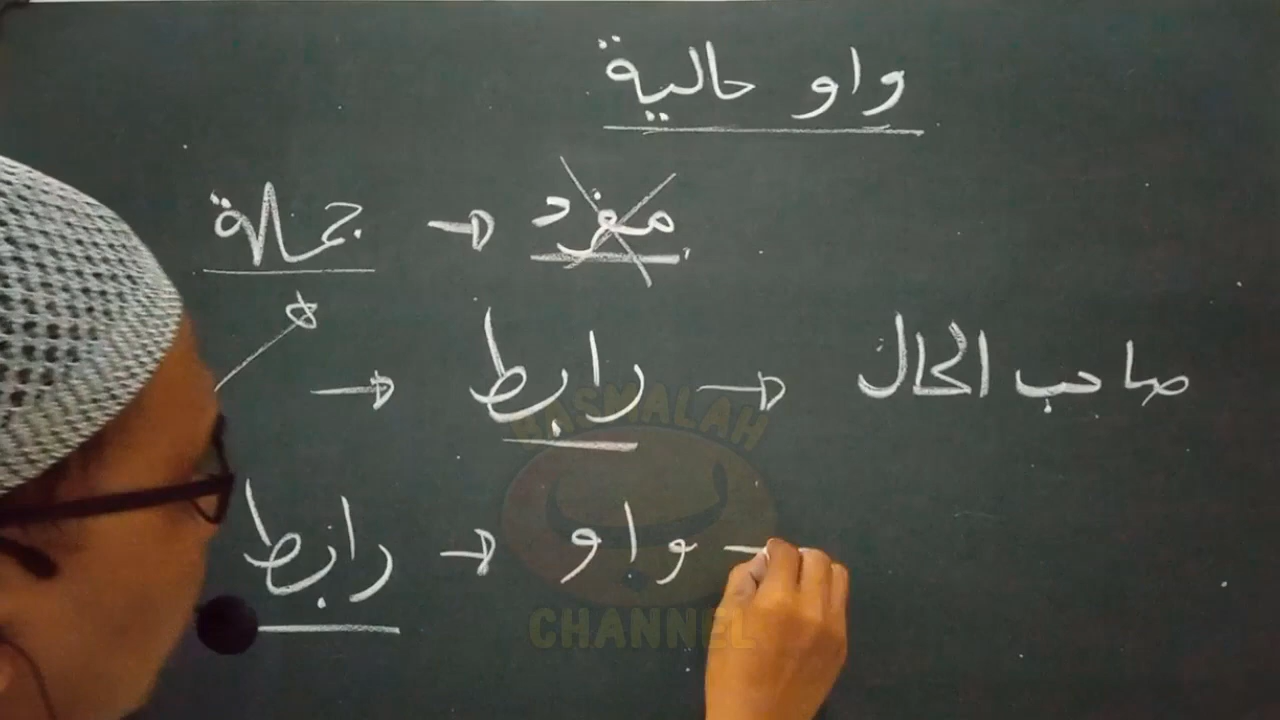 واو حالية
مفرد → جملة
صاحب الحال → رابط →
واو → رابط
BASMALAH
CHANNEL